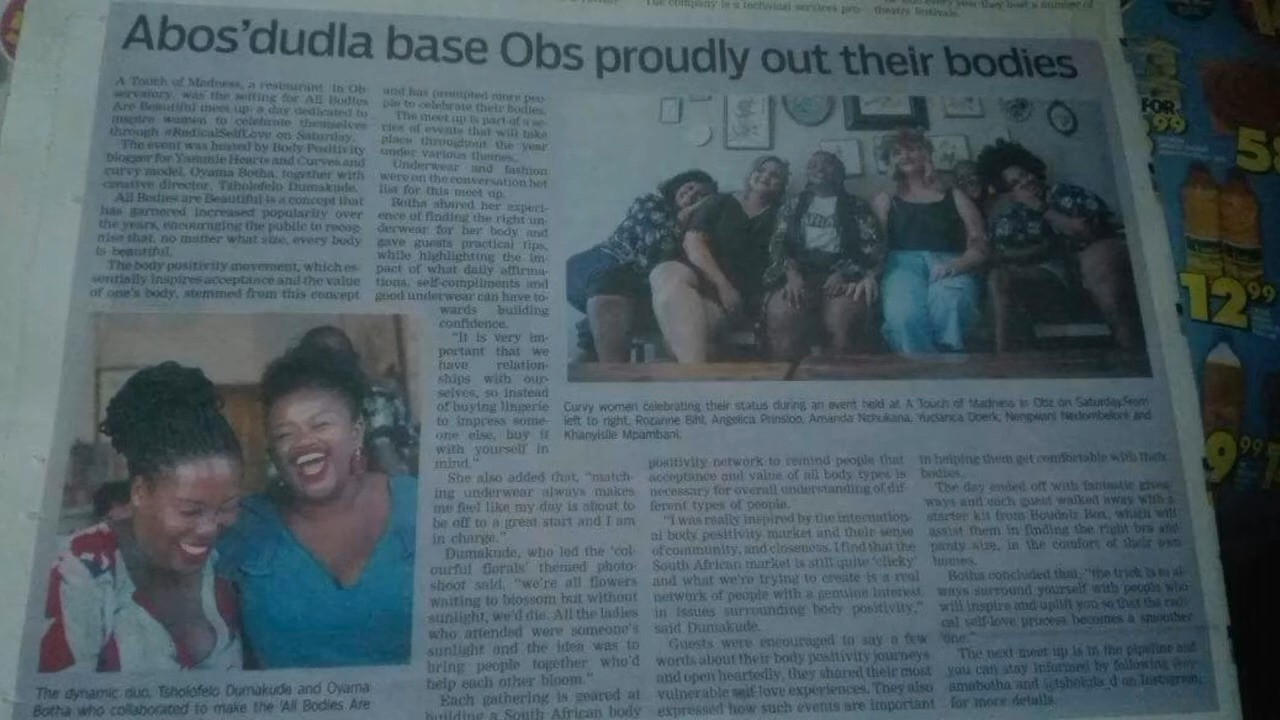 The company is a technical services pro-
theatre festivals.
Abos'dudla base Obs proudly out their bodies
A Touch of Madness, a restaurant in Ob
servatory, was the setting for All Bodies
Are Beautiful meet up- a day dedicated to
inspire women to celebrate themselves
through #RadicalSelfLove on Saturday.
The event was hosted by Body Positivity
blogger for Yammie Hearts and Curves and
curvy model, Oyama Botha, together with
creative director, Tsholofelo Dumakude.
All Bodies are Beautiful is a concept that
has garnered increased popularity over
the years, encouraging the public to recog-
nise that, no matter what size, every body
is beautiful.
The body positivity movement, which es-
sentially inspires acceptance and the value
of one's body, stemmed from this concept
and has prompted more peo-
ple to celebrate their bodies.
The meet up is part of a se-
ries of events that will take
place throughout the year
under various themes.
Underwear and fashion
were on the conversation hot
list for this meet up.
Botha shared her experi-
ence of finding the right un-
derwear for her body and
gave guests practical tips,
while highlighting the im-
pact of what daily affirma-
tions, self-compliments and
good underwear can have to-
wards building
confidence.
"It is very im-
portant that we
have relation-
ships with our-
selves, so instead
of buying lingerie
to impress some-
one else, buy it
with yourself in
mind."
She also added that, "match-
ing underwear always makes
me feel like my day is about to
be off to a great start and I am
in charge."
Dumakude, who led the 'col-
ourful florals' themed photo-
shoot said, "we're all flowers
waiting to blossom but without
sunlight, we'd die. All the ladies
who attended were someone's
sunlight and the idea was to
bring people together, who'd
help each other bloom."
Each gathering is geared at
building a South African body
Curvy women celebrating their status during an event held at A Touch of Madness in Obz on Saturday.From
left to right, Rozanne Bihl, Angelica Prinsloo, Amanda Nchukana, Yucianca Doerk, Nempwani Nedombeloni and
Khanyisile Mpambani.
positivity network to remind people that
acceptance and value of all body types is
necessary for overall understanding of dif-
ferent types of people.
"I was really inspired by the internation-
al body positivity market and their sense
of community, and closeness. I find that the
South African market is still quite 'clicky'
and what we're trying to create is a real
network of people with a genuine interest
in issues surrounding body positivity,"
said Dumakude.
Guests were encouraged to say a few
words about their body positivity journeys
and open heartedly, they shared their most
vulnerable self love experiences. They also
expressed how such events are important
in helping them get comfortable with their
bodies.
The day ended off with fantastic give-
ways and each guest walked away with a
starter kit from Boudoir Box, which will
assist them in finding the right bra and
panty size, in the comfort of their own
homes.
Botha concluded that, "the trick is to al-
ways surround yourself with people who
will inspire and uplift you so that the radi-
cal self-love process becomes a smoother
one."
The next meet up is in the pipeline and
you can stay informed by following
amabotha and on Instagram,
for more details.
The dynamic duo, Tsholofelo Dumakude and Oyama
Botha who collaborated to make the 'All Bodies Are
FOR
99
5
12 99
9 99